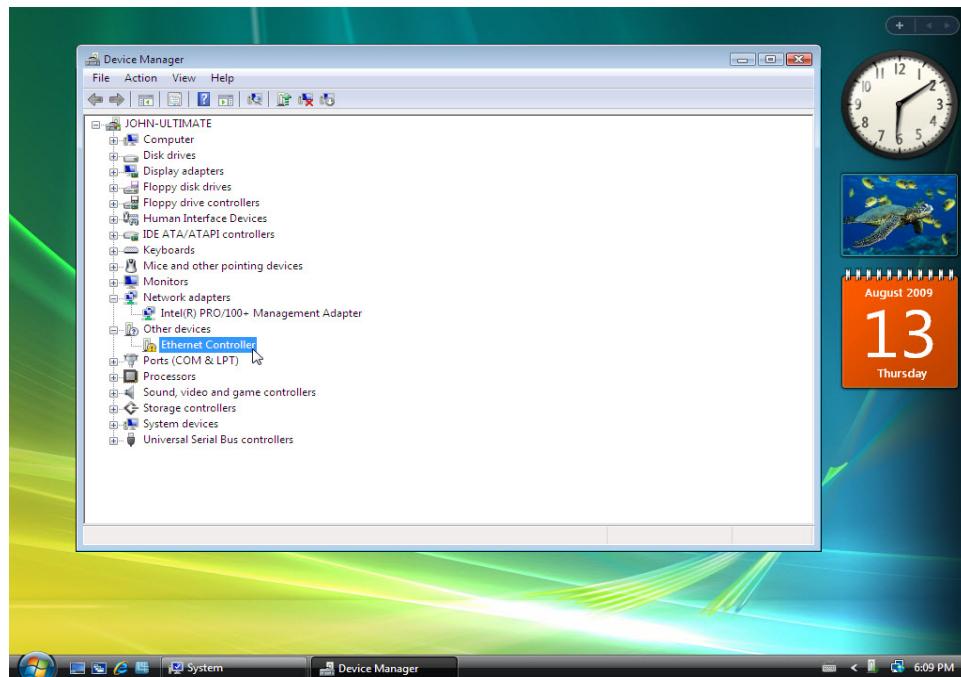 Device Manager
File Action View Help
JOHN-ULTIMATE
Computer
Disk drives
Display adapters
Floppy disk drives
Floppy drive controllers
Human Interface Devices
IDE ATA/ATAPI controllers
Keyboards
Mice and other pointing devices
Monitors
Network adapters
Intel(R) PRO/100+ Management Adapter
Other devices
Ethernet Controller
Ports (COM & LPT)
Processors
Sound, video and game controllers
Storage controllers
System devices
Universal Serial Bus controllers
11 12 1
10 2
9 3
8 4
7 6 5
August 2009
13
Thursday
System
Device Manager
6:09 PM